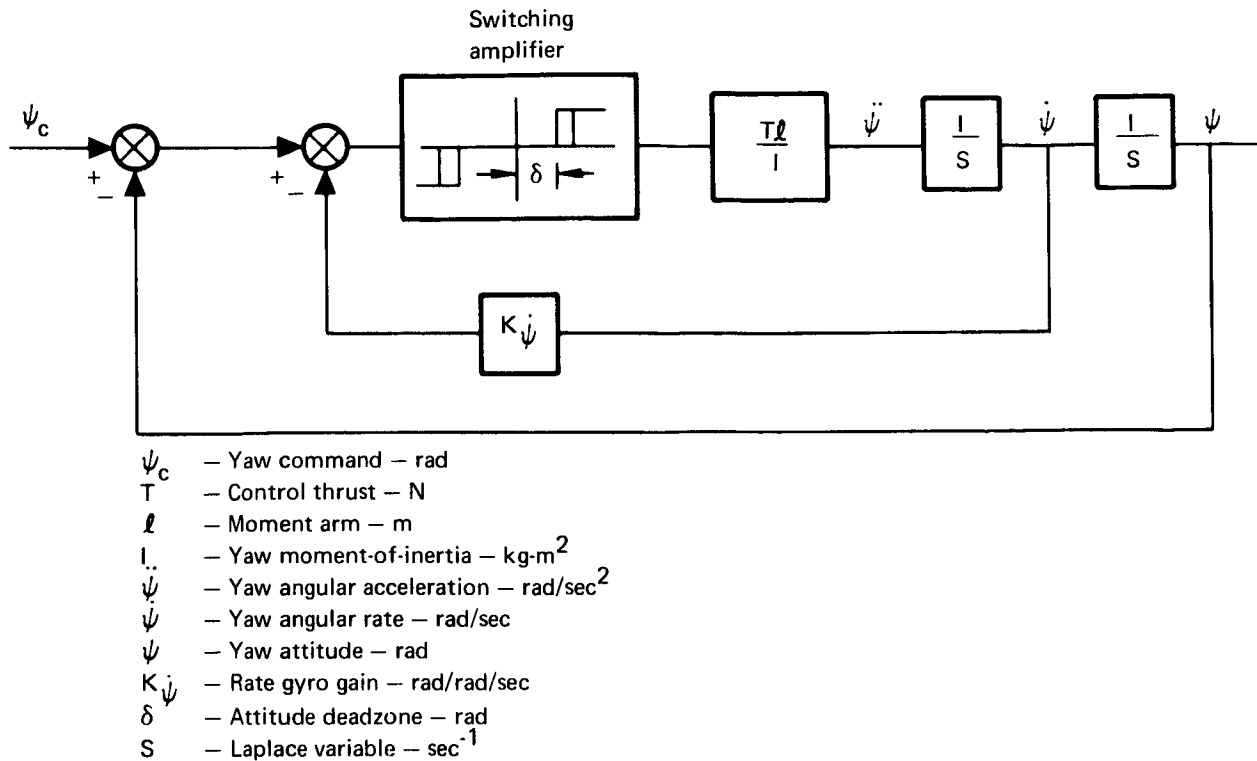 Switching
amplifier
ψc
+
−
+
−
δ
Tℓ
I
ψ̈
I
S
ψ̇
I
S
ψ
Kψ̇
ψc − Yaw command − rad
T − Control thrust − N
ℓ − Moment arm − m
I − Yaw moment-of-inertia − kg-m²
ψ̈ − Yaw angular acceleration − rad/sec²
ψ̇ − Yaw angular rate − rad/sec
ψ − Yaw attitude − rad
Kψ̇ − Rate gyro gain − rad/rad/sec
δ − Attitude deadzone − rad
S − Laplace variable − sec⁻¹